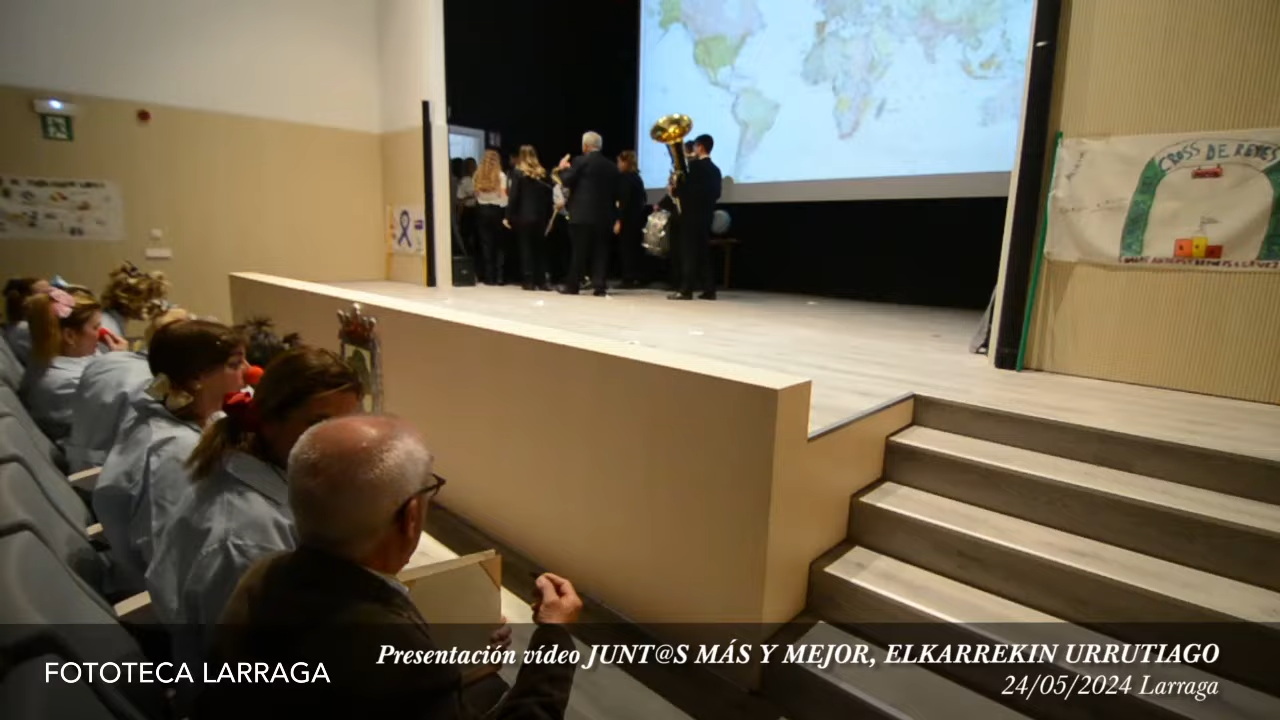 CROSS DE REYES
Presentación vídeo JUNT@S MÁS Y MEJOR, ELKARREKIN URRUTIAGO
FOTOTECA LARRAGA
24/05/2024 Larraga